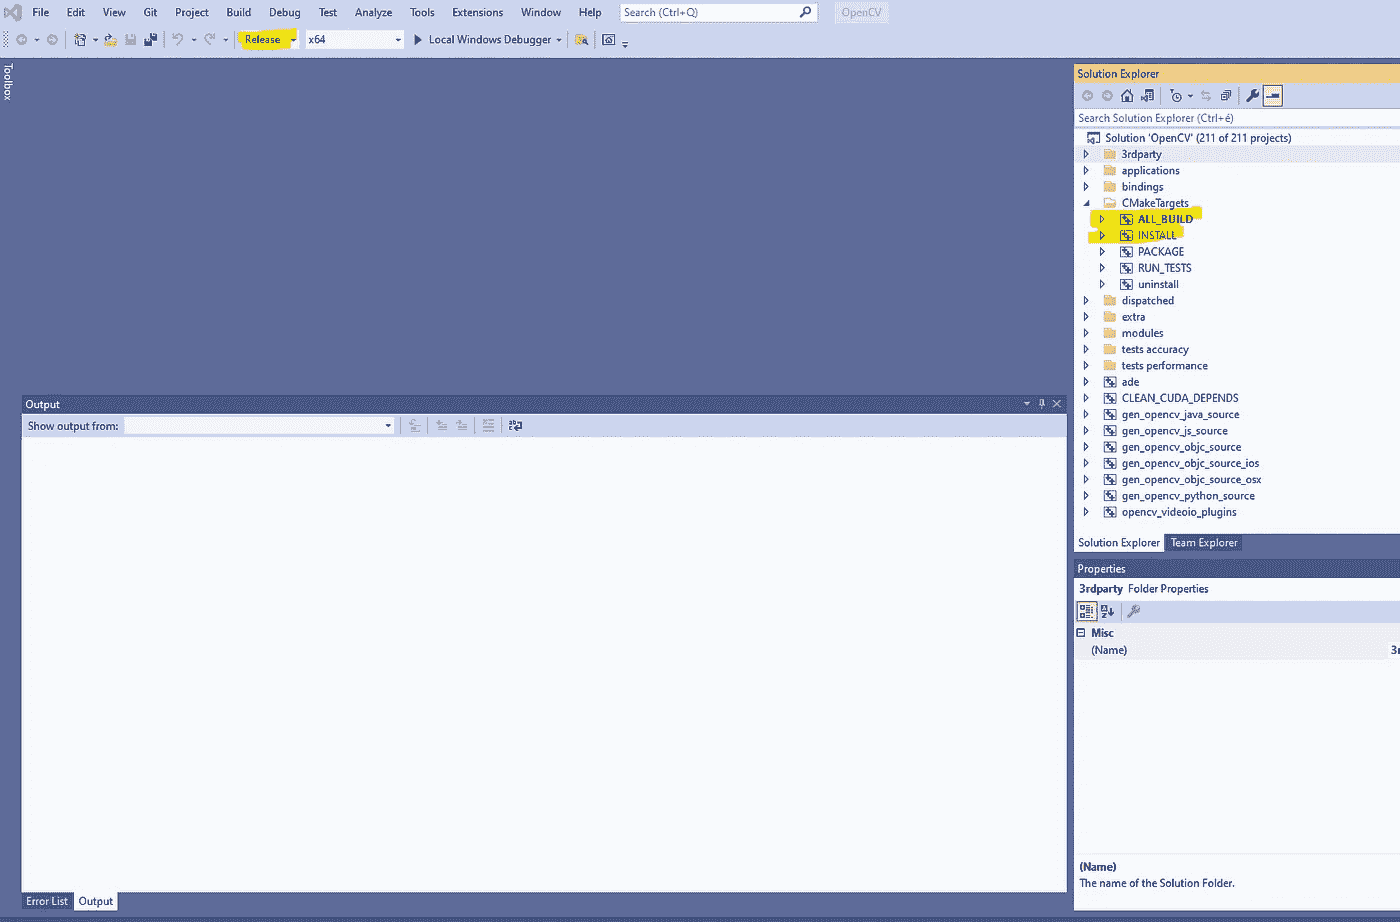 File Edit View Git Project Build Debug Test Analyze Tools Extensions Window Help Search (Ctrl+Q) OpenCV
Release x64 Local Windows Debugger
Toolbox
Solution Explorer
Search Solution Explorer (Ctrl+é)
Solution 'OpenCV' (211 of 211 projects)
3rdparty
applications
bindings
CMakeTargets
ALL_BUILD
INSTALL
PACKAGE
RUN_TESTS
uninstall
dispatched
extra
modules
tests accuracy
tests performance
ade
CLEAN_CUDA_DEPENDS
gen_opencv_java_source
gen_opencv_js_source
gen_opencv_objc_source
gen_opencv_objc_source_ios
gen_opencv_objc_source_osx
gen_opencv_python_source
opencv_videoio_plugins
Solution Explorer Team Explorer
Properties
3rdparty Folder Properties
Misc
(Name) 3r
(Name)
The name of the Solution Folder.
Output
Show output from:
Error List Output